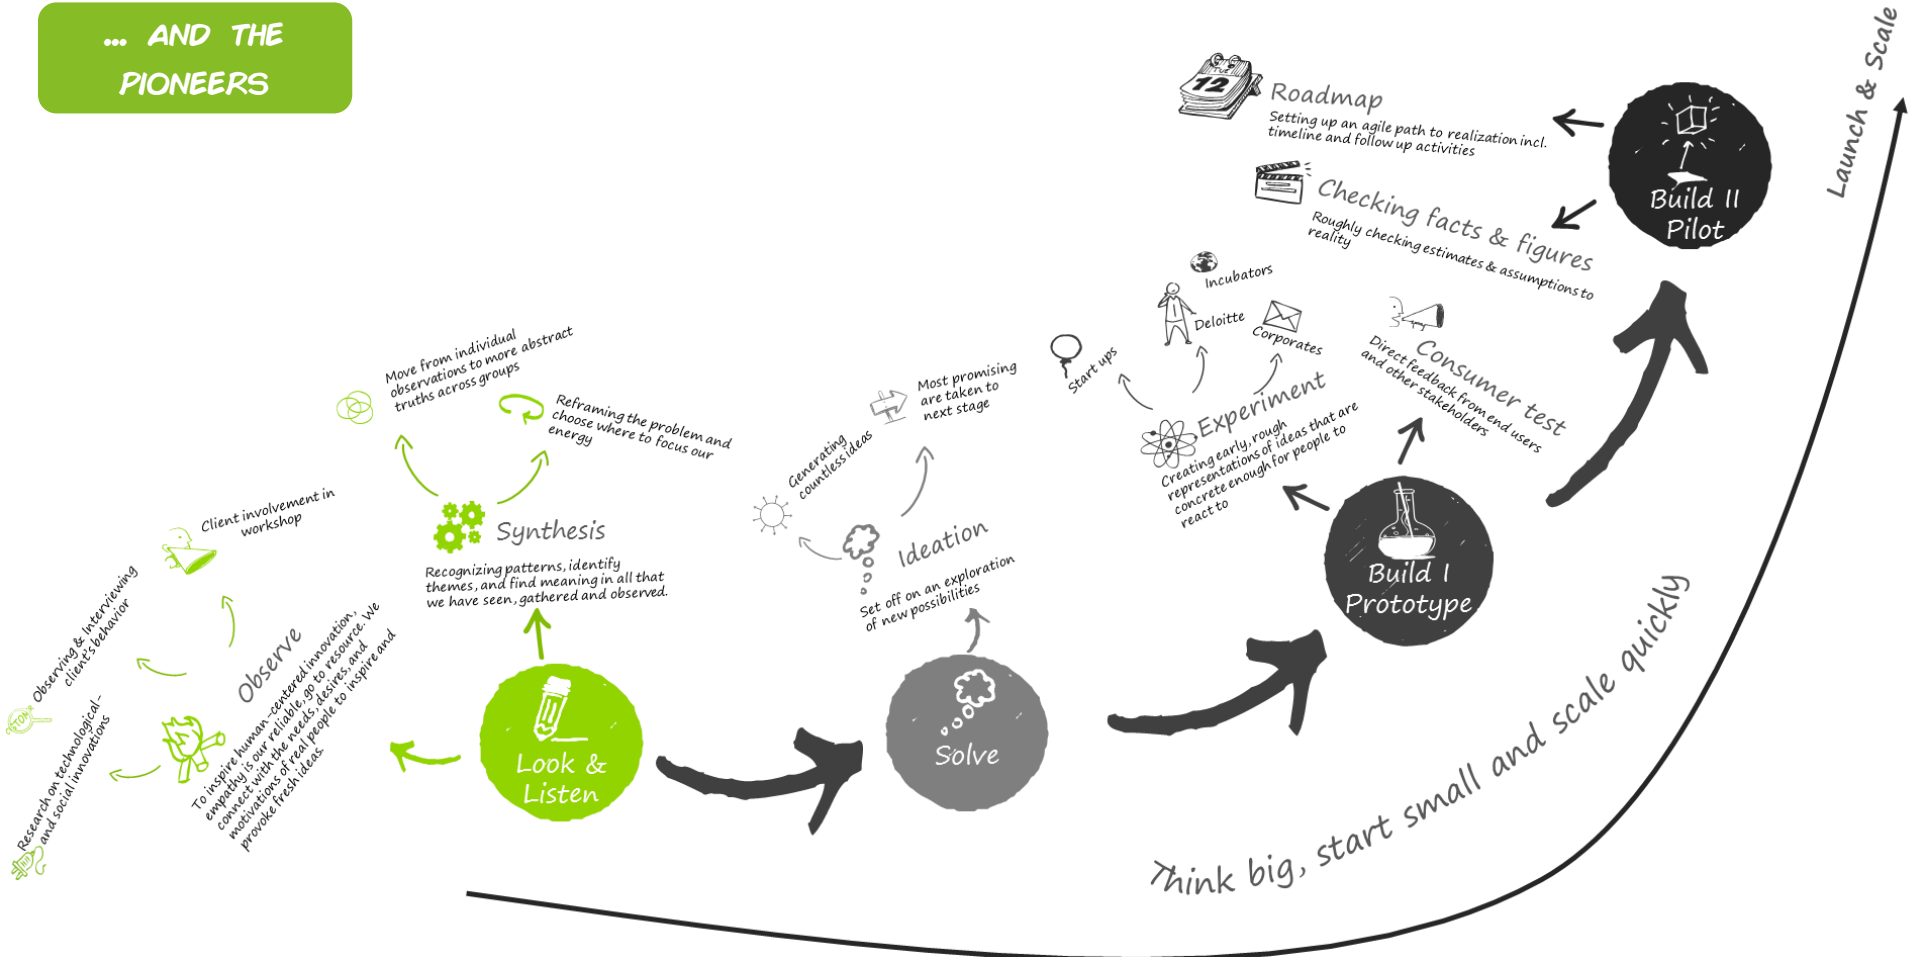 ... AND THE
PIONEERS
Launch & Scale
TUE
12
Roadmap
Setting up an agile path to realization incl.
timeline and follow up activities
Checking facts & figures
Roughly checking estimates & assumptions to
reality
Build II
Pilot
Incubators
Deloitte
Corporates
Start ups
Experiment
Creating early, rough
representations of ideas that are
concrete enough for people to
react to
Consumer test
Direct feedback from end users
and other stakeholders
Build I
Prototype
Most promising
are taken to
next stage
Generating
countless ideas
Ideation
Set off on an exploration
of new possibilities
Solve
Move from individual
observations to more abstract
truths across groups
Reframing the problem and
choose where to focus our
energy
Synthesis
Recognizing patterns, identify
themes, and find meaning in all that
we have seen, gathered and observed.
Client involvement in
workshop
Observing & Interviewing
client's behavior
Research on technological-
and social innovations
Observe
To inspire human-centered innovation,
empathy is our reliable, go to resource. We
connect with the needs, desires, and
motivations of real people to inspire and
provoke fresh ideas.
Look &
Listen
Think big, start small and scale quickly